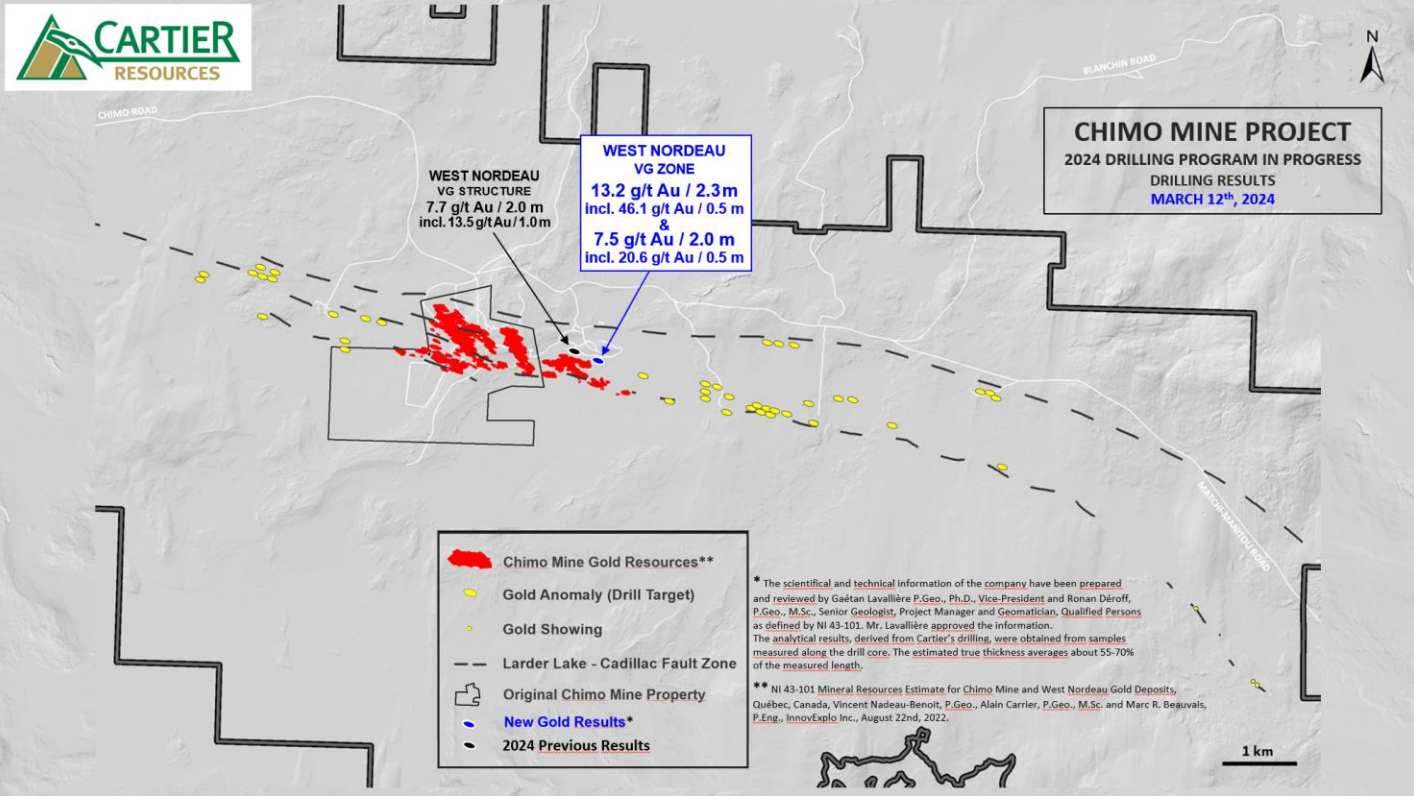 CARTIER
RESOURCES
N
BLANCHIN ROAD
CHIMO ROAD
CHIMO MINE PROJECT
2024 DRILLING PROGRAM IN PROGRESS
DRILLING RESULTS
MARCH 12th, 2024
WEST NORDEAU
VG ZONE
13.2 g/t Au / 2.3m
incl. 46.1 g/t Au / 0.5 m
&
7.5 g/t Au / 2.0 m
incl. 20.6 g/t Au / 0.5 m
WEST NORDEAU
VG STRUCTURE
7.7 g/t Au / 2.0 m
incl. 13.5 g/t Au / 1.0 m
MATCHI-MANITOU ROAD
Chimo Mine Gold Resources**
Gold Anomaly (Drill Target)
Gold Showing
Larder Lake - Cadillac Fault Zone
Original Chimo Mine Property
New Gold Results*
2024 Previous Results
* The scientifical and technical information of the company have been prepared
and reviewed by Gaétan Lavallière P.Geo., Ph.D., Vice-President and Ronan Déroff,
P.Geo., M.Sc., Senior Geologist, Project Manager and Geomatician, Qualified Persons
as defined by NI 43-101. Mr. Lavallière approved the information.
The analytical results, derived from Cartier's drilling, were obtained from samples
measured along the drill core. The estimated true thickness averages about 55-70%
of the measured length.
** NI 43-101 Mineral Resources Estimate for Chimo Mine and West Nordeau Gold Deposits,
Québec, Canada, Vincent Nadeau-Benoit, P.Geo., Alain Carrier, P.Geo., M.Sc. and Marc R. Beauvais,
P.Eng., InnovExplo Inc., August 22nd, 2022.
1 km